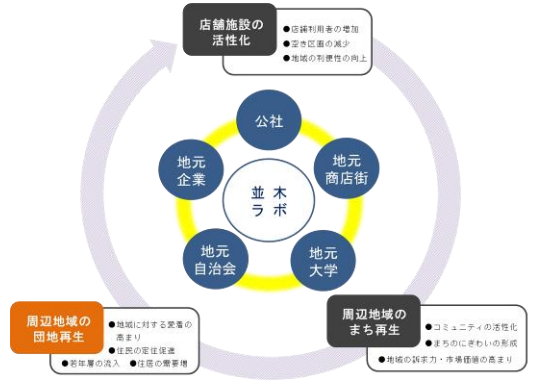 店舗施設の
活性化
●店舗利用者の増加
●空き区画の減少
●地域の利便性の向上
公社
地元
企業
地元
商店街
並木
ラボ
地元
自治会
地元
大学
周辺地域の
団地再生
●地域に対する愛着の
高まり
●住民の定住促進
●若年層の流入 ●住居の需要増
周辺地域の
まち再生
●コミュニティの活性化
●まちのにぎわいの形成
●地域の訴求力・市場価値の高まり